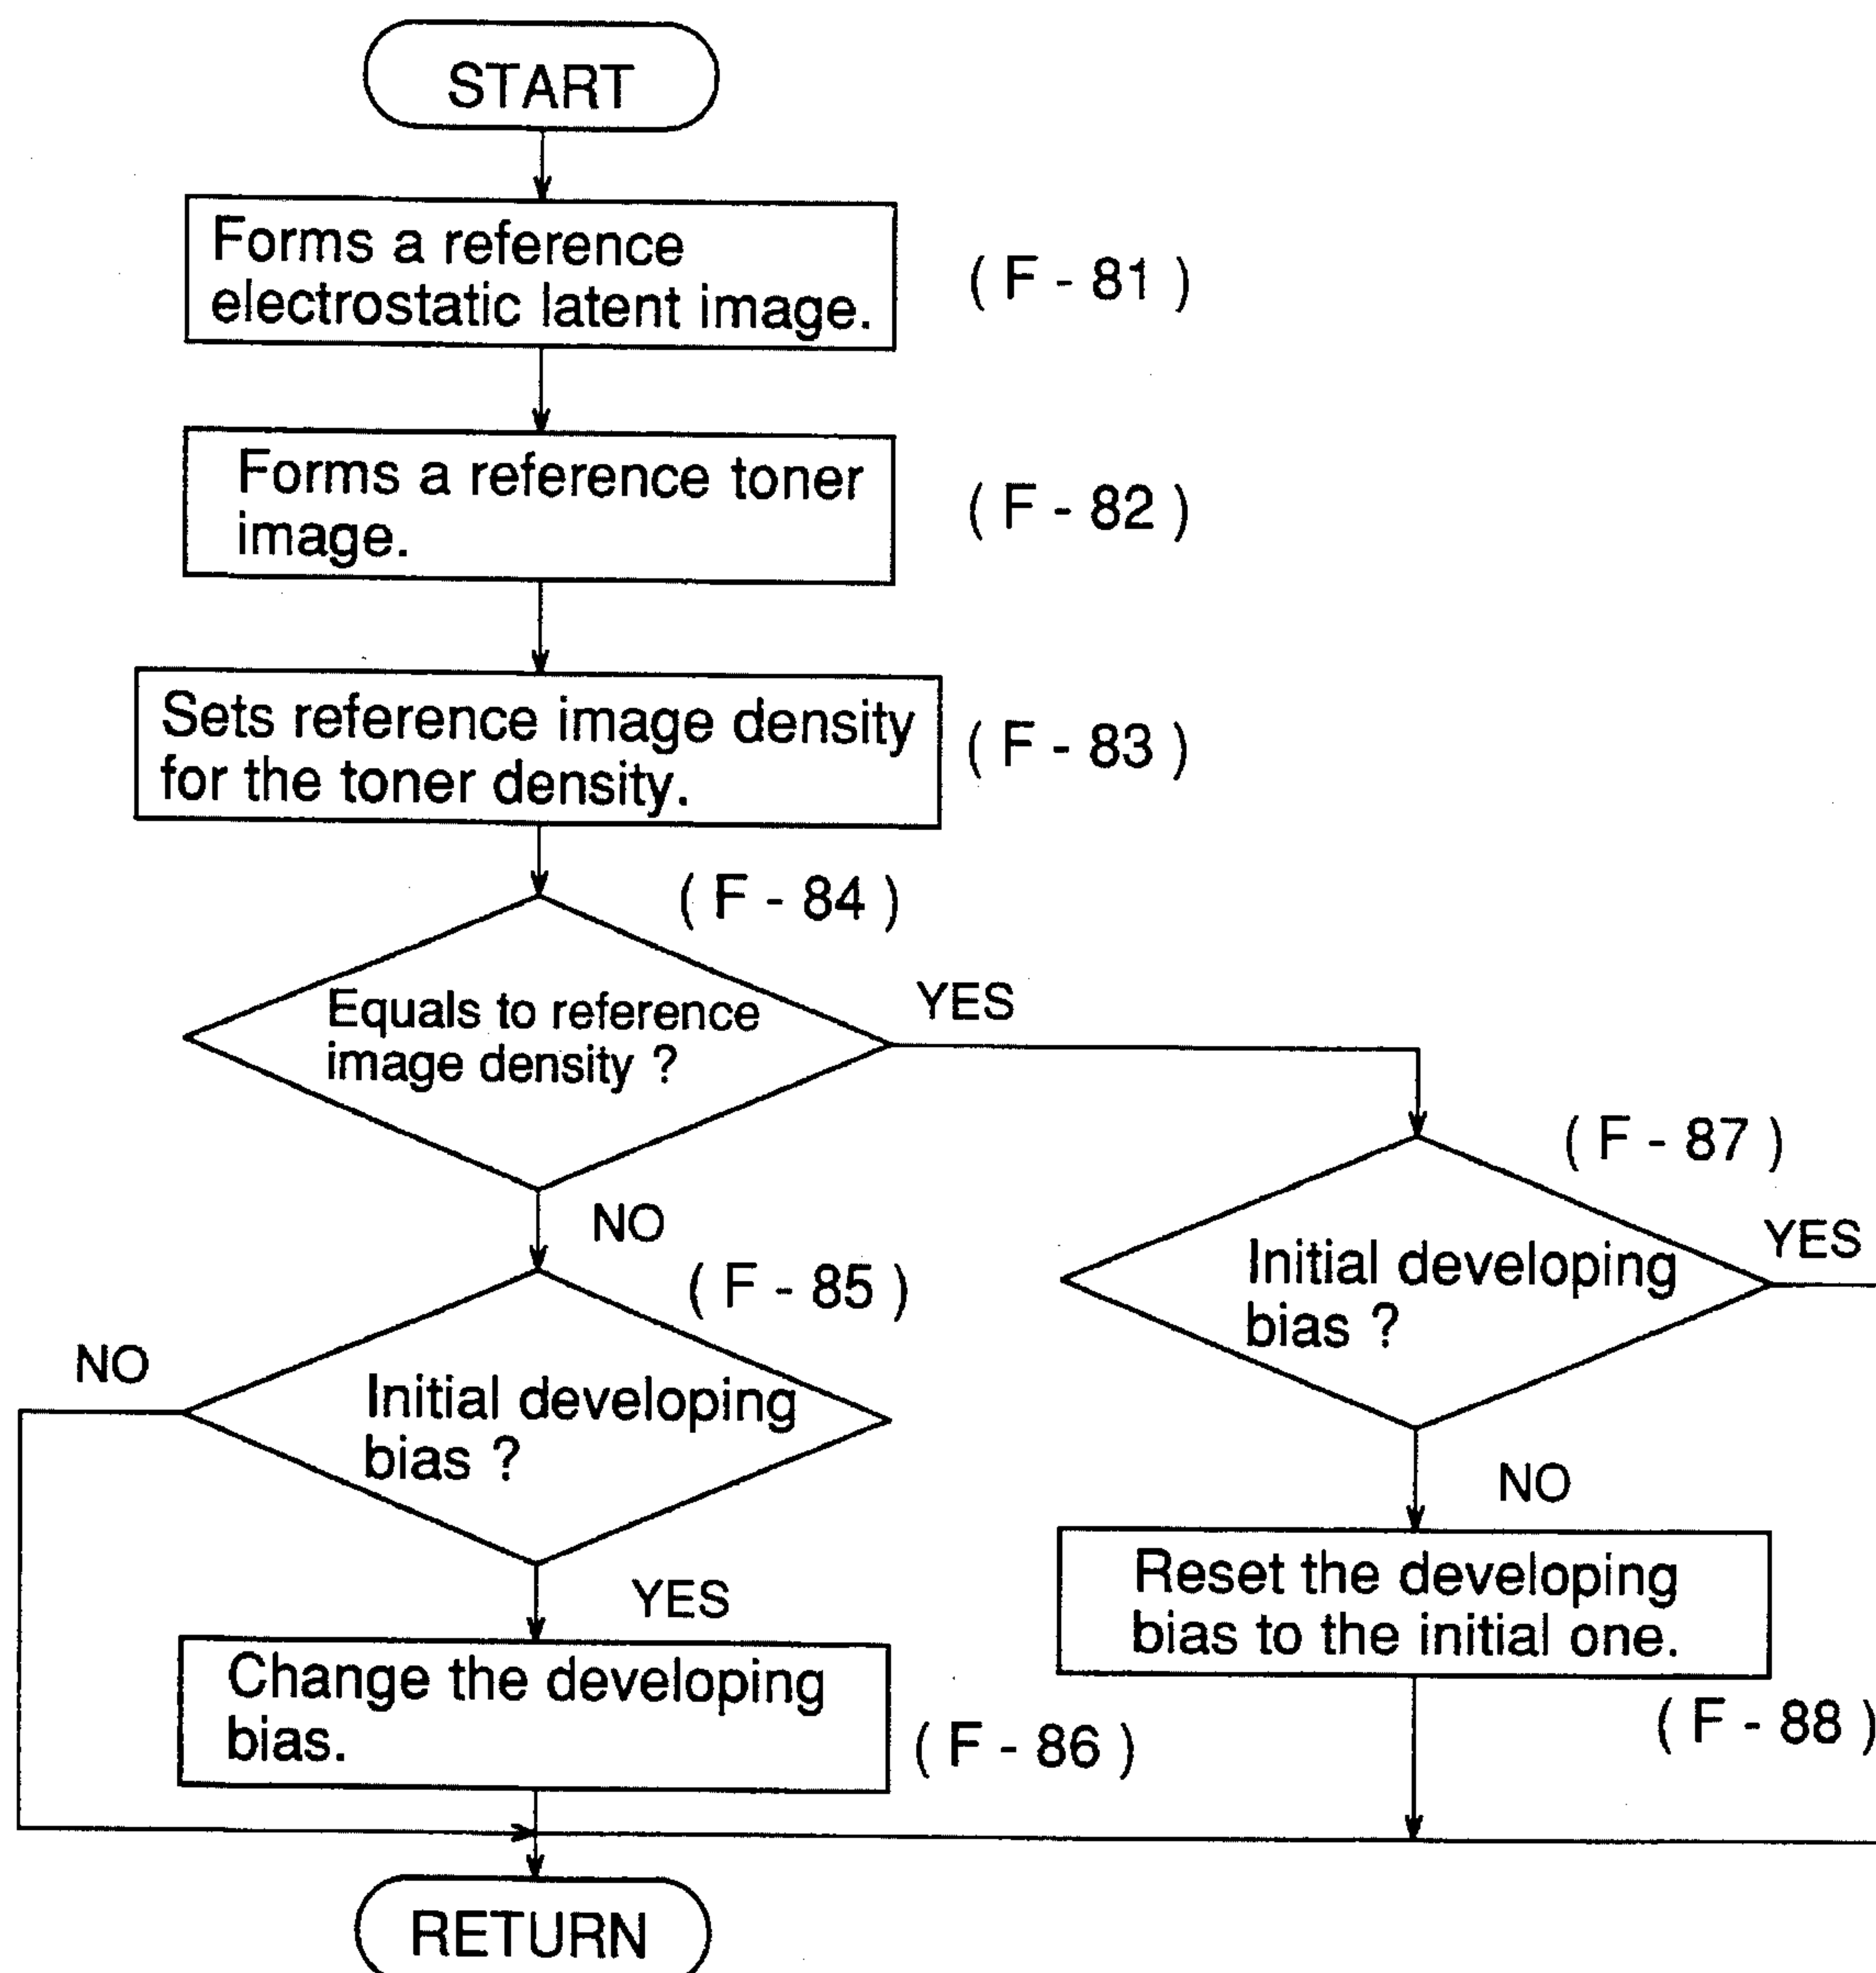 START
Forms a reference
electrostatic latent image.
( F - 81 )
Forms a reference toner
image.
( F - 82 )
Sets reference image density
for the toner density.
( F - 83 )
( F - 84 )
Equals to reference
image density ?
YES
NO
( F - 85 )
Initial developing
bias ?
NO
YES
Change the developing
bias.
( F - 86 )
( F - 87 )
Initial developing
bias ?
YES
NO
Reset the developing
bias to the initial one.
( F - 88 )
RETURN